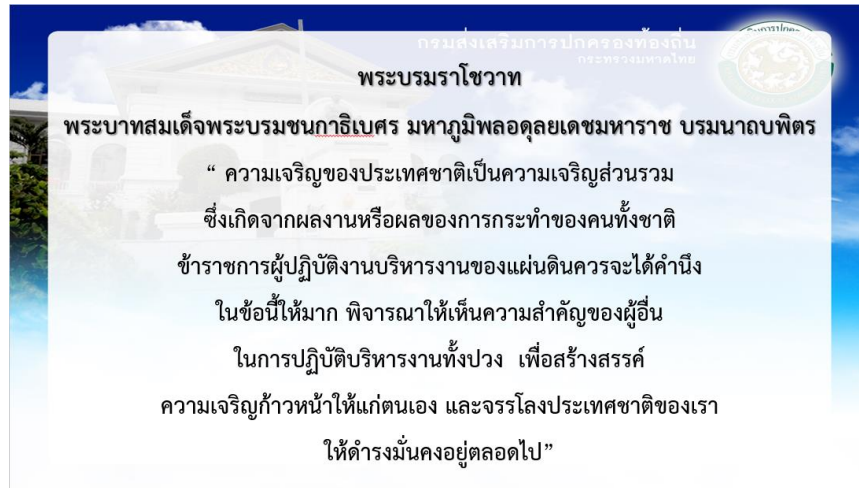 กรมส่งเสริมการปกครองท้องถิ่น
กระทรวงมหาดไทย
พระบรมราโชวาท
พระบาทสมเด็จพระบรมชนกาธิเบศร มหาภูมิพลอดุลยเดชมหาราช บรมนาถบพิตร
“ ความเจริญของประเทศชาติเป็นความเจริญส่วนรวม
ซึ่งเกิดจากผลงานหรือผลของการกระทำของคนทั้งชาติ
ข้าราชการผู้ปฏิบัติงานบริหารงานของแผ่นดินควรจะได้คำนึง
ในข้อนี้ให้มาก พิจารณาให้เห็นความสำคัญของผู้อื่น
ในการปฏิบัติบริหารงานทั้งปวง เพื่อสร้างสรรค์
ความเจริญก้าวหน้าให้แก่ตนเอง และจรรโลงประเทศชาติของเรา
ให้ดำรงมั่นคงอยู่ตลอดไป”